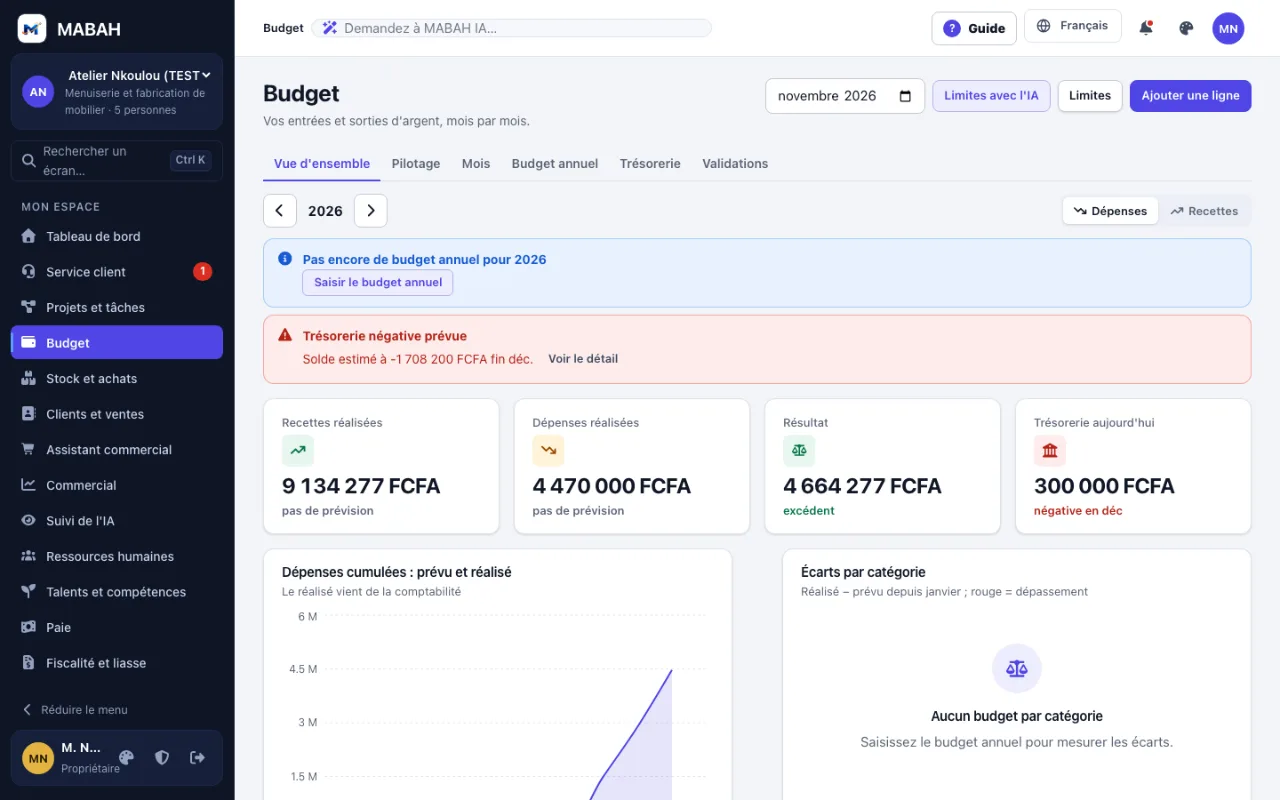 MABAH
AN
Atelier Nkoulou (TEST
Menuiserie et fabrication de
mobilier · 5 personnes
Rechercher un
écran...
Ctrl K
MON ESPACE
Tableau de bord
Service client
1
Projets et tâches
Budget
Stock et achats
Clients et ventes
Assistant commercial
Commercial
Suivi de l'IA
Ressources humaines
Talents et compétences
Paie
Fiscalité et liasse
Réduire le menu
MN
M. N...
Propriétaire
Budget
Demandez à MABAH IA...
? Guide
Français
MN
Budget
Vos entrées et sorties d'argent, mois par mois.
novembre 2026
Limites avec l'IA
Limites
Ajouter une ligne
Vue d'ensemble
Pilotage
Mois
Budget annuel
Trésorerie
Validations
2026
Dépenses
Recettes
Pas encore de budget annuel pour 2026
Saisir le budget annuel
Trésorerie négative prévue
Solde estimé à -1 708 200 FCFA fin déc.
Voir le détail
Recettes réalisées
9 134 277 FCFA
pas de prévision
Dépenses réalisées
4 470 000 FCFA
pas de prévision
Résultat
4 664 277 FCFA
excédent
Trésorerie aujourd'hui
300 000 FCFA
négative en déc
Dépenses cumulées : prévu et réalisé
Le réalisé vient de la comptabilité
6 M
4.5 M
3 M
1.5 M
Écarts par catégorie
Réalisé − prévu depuis janvier ; rouge = dépassement
Aucun budget par catégorie
Saisissez le budget annuel pour mesurer les écarts.